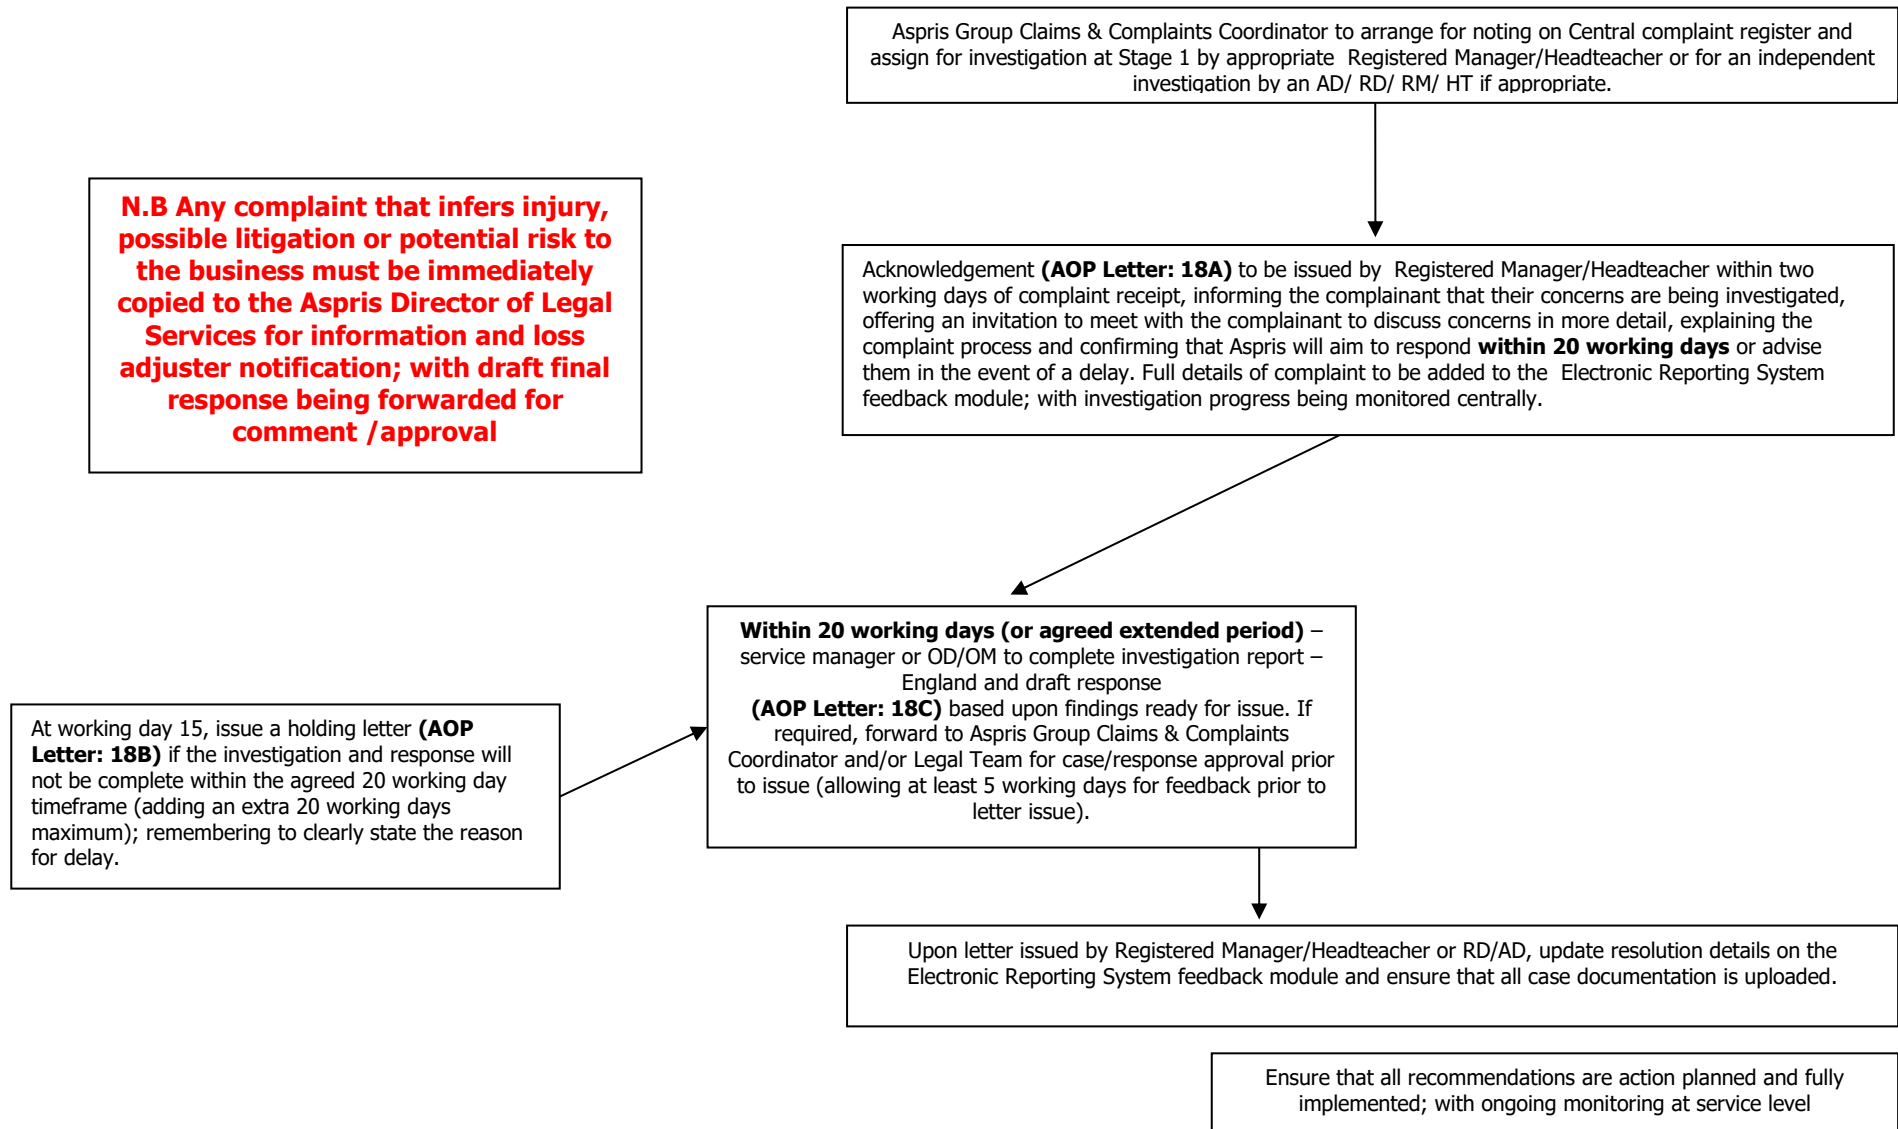 Aspris Group Claims & Complaints Coordinator to arrange for noting on Central complaint register and
assign for investigation at Stage 1 by appropriate Registered Manager/Headteacher or for an independent
investigation by an AD/ RD/ RM/ HT if appropriate.
N.B Any complaint that infers injury,
possible litigation or potential risk to
the business must be immediately
copied to the Aspris Director of Legal
Services for information and loss
adjuster notification; with draft final
response being forwarded for
comment /approval
Acknowledgement (AOP Letter: 18A) to be issued by Registered Manager/Headteacher within two
working days of complaint receipt, informing the complainant that their concerns are being investigated,
offering an invitation to meet with the complainant to discuss concerns in more detail, explaining the
complaint process and confirming that Aspris will aim to respond within 20 working days or advise
them in the event of a delay. Full details of complaint to be added to the Electronic Reporting System
feedback module; with investigation progress being monitored centrally.
Within 20 working days (or agreed extended period) –
service manager or OD/OM to complete investigation report –
England and draft response
(AOP Letter: 18C) based upon findings ready for issue. If
required, forward to Aspris Group Claims & Complaints
Coordinator and/or Legal Team for case/response approval prior
to issue (allowing at least 5 working days for feedback prior to
letter issue).
At working day 15, issue a holding letter (AOP
Letter: 18B) if the investigation and response will
not be complete within the agreed 20 working day
timeframe (adding an extra 20 working days
maximum); remembering to clearly state the reason
for delay.
Upon letter issued by Registered Manager/Headteacher or RD/AD, update resolution details on the
Electronic Reporting System feedback module and ensure that all case documentation is uploaded.
Ensure that all recommendations are action planned and fully
implemented; with ongoing monitoring at service level